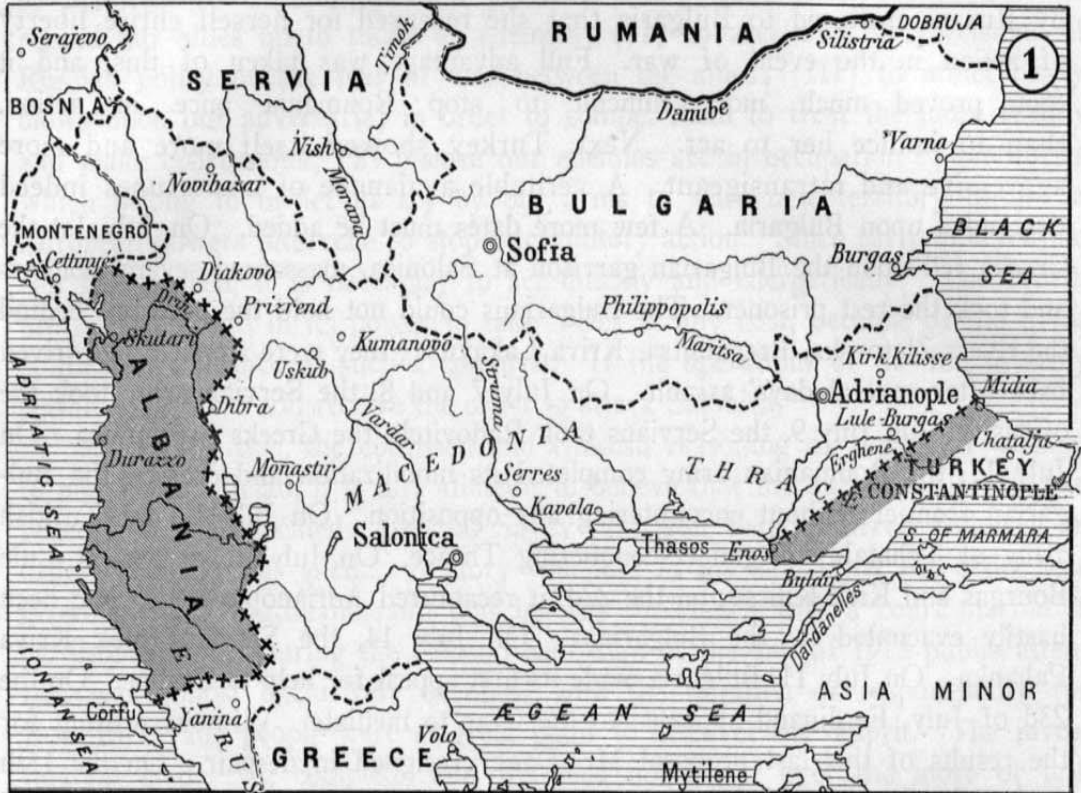 RUMANIA
DOBRUJA
Silistria
1
Serajevo
SERVIA
Timok
BOSNIA
Danube
Nish
Varna
Novibazar
Morava
BULGARIA
MONTENEGRO
Sofia
BLACK
SEA
Cettinje
Diakova
Burgas
Drin
Prizrend
Philippopolis
Skutari
Kumanovo
Maritsa
Kirk Kilisse
Uskub
Struma
Adrianople
Midia
ADRIATIC SEA
ALBANIA
Dibra
Lule-Burgas
Vardar
Chatalja
Durazzo
Monastir
MACEDONIA
Serres
THRACE
Erghene
TURKEY
CONSTANTINOPLE
Kavala
Salonica
Thasos
Enos
S. OF MARMARA
Bulair
Dardanelles
IONIAN SEA
Corfu
Yanina
EPIRUS
ÆGEAN SEA
ASIA MINOR
GREECE
Volo
Mytilene